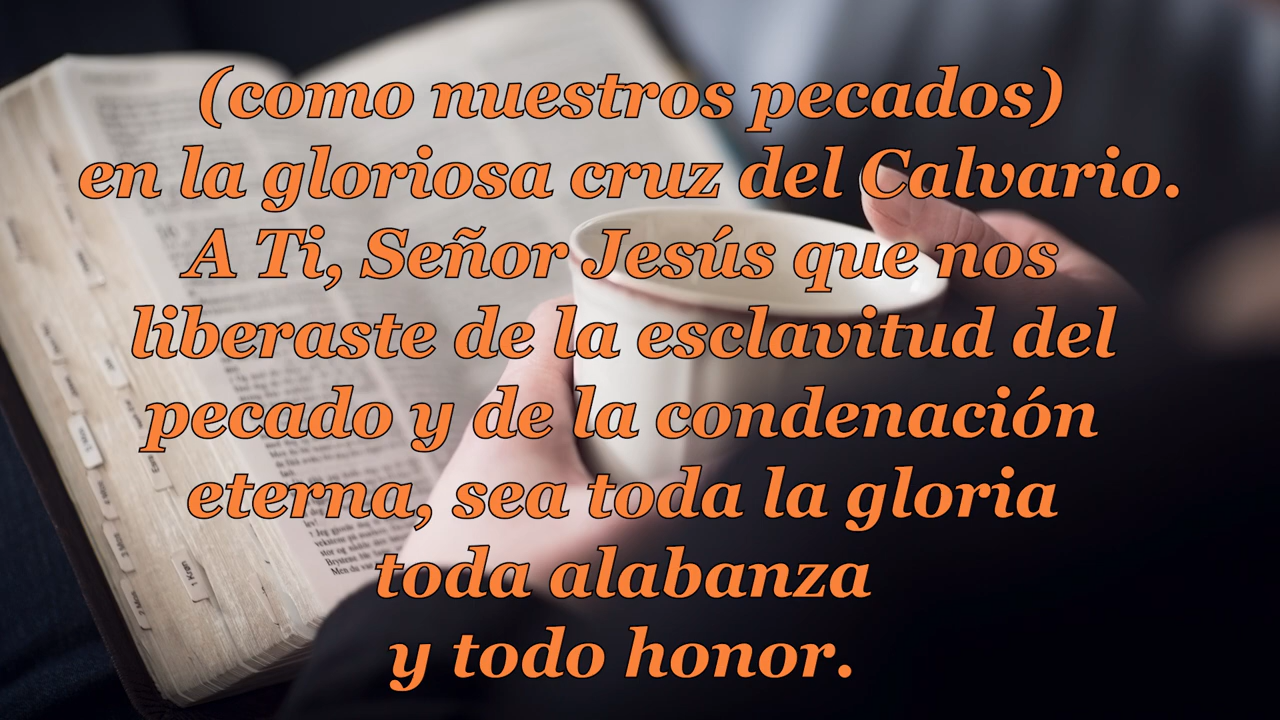 (como nuestros pecados)
en la gloriosa cruz del Calvario.
A Ti, Señor Jesús que nos
liberaste de la esclavitud del
pecado y de la condenación
eterna, sea toda la gloria
toda alabanza
y todo honor.